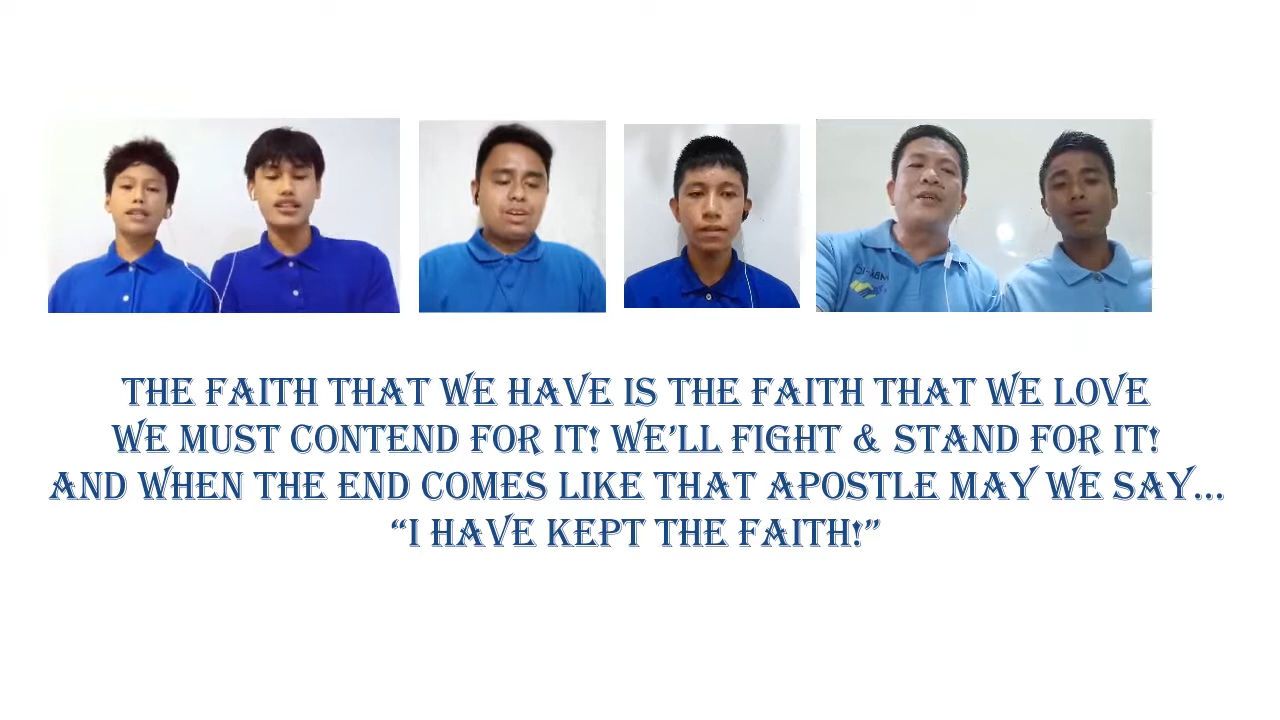 THE FAITH THAT WE HAVE IS THE FAITH THAT WE LOVE
WE MUST CONTEND FOR IT! WE'LL FIGHT & STAND FOR IT!
AND WHEN THE END COMES LIKE THAT APOSTLE MAY WE SAY...
“I HAVE KEPT THE FAITH!”